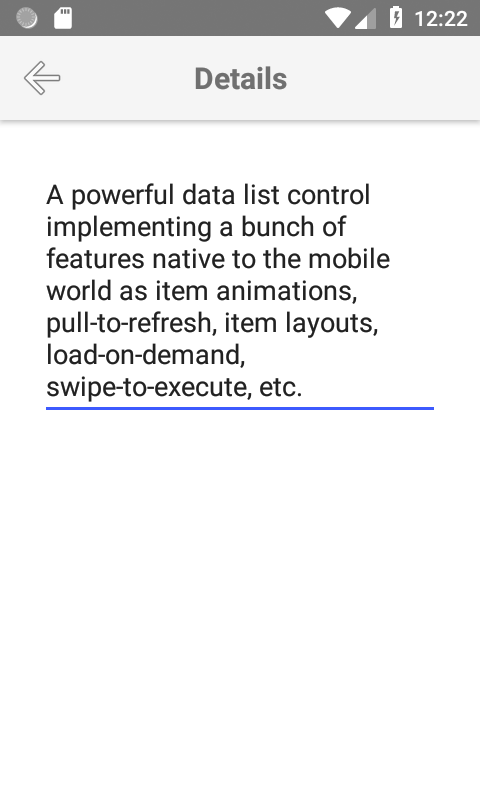 12:22
Details
A powerful data list control
implementing a bunch of
features native to the mobile
world as item animations,
pull-to-refresh, item layouts,
load-on-demand,
swipe-to-execute, etc.